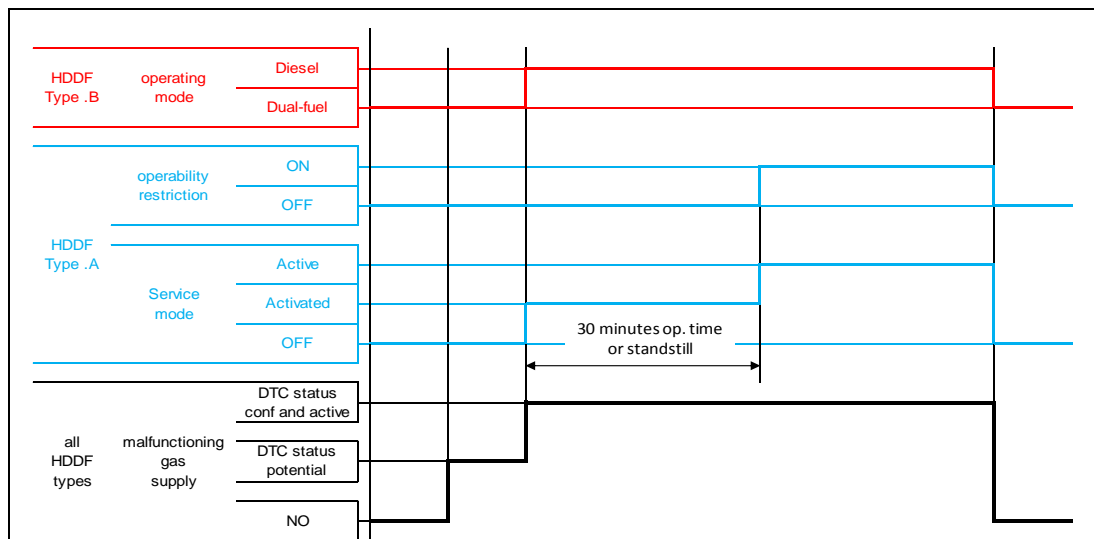 HDDF
Type .B
operating
mode
Diesel
Dual-fuel
HDDF
Type .A
operability
restriction
ON
OFF
Service
mode
Active
Activated
OFF
30 minutes op. time
or standstill
all
HDDF
types
malfunctioning
gas
supply
DTC status
conf and active
DTC status
potential
NO